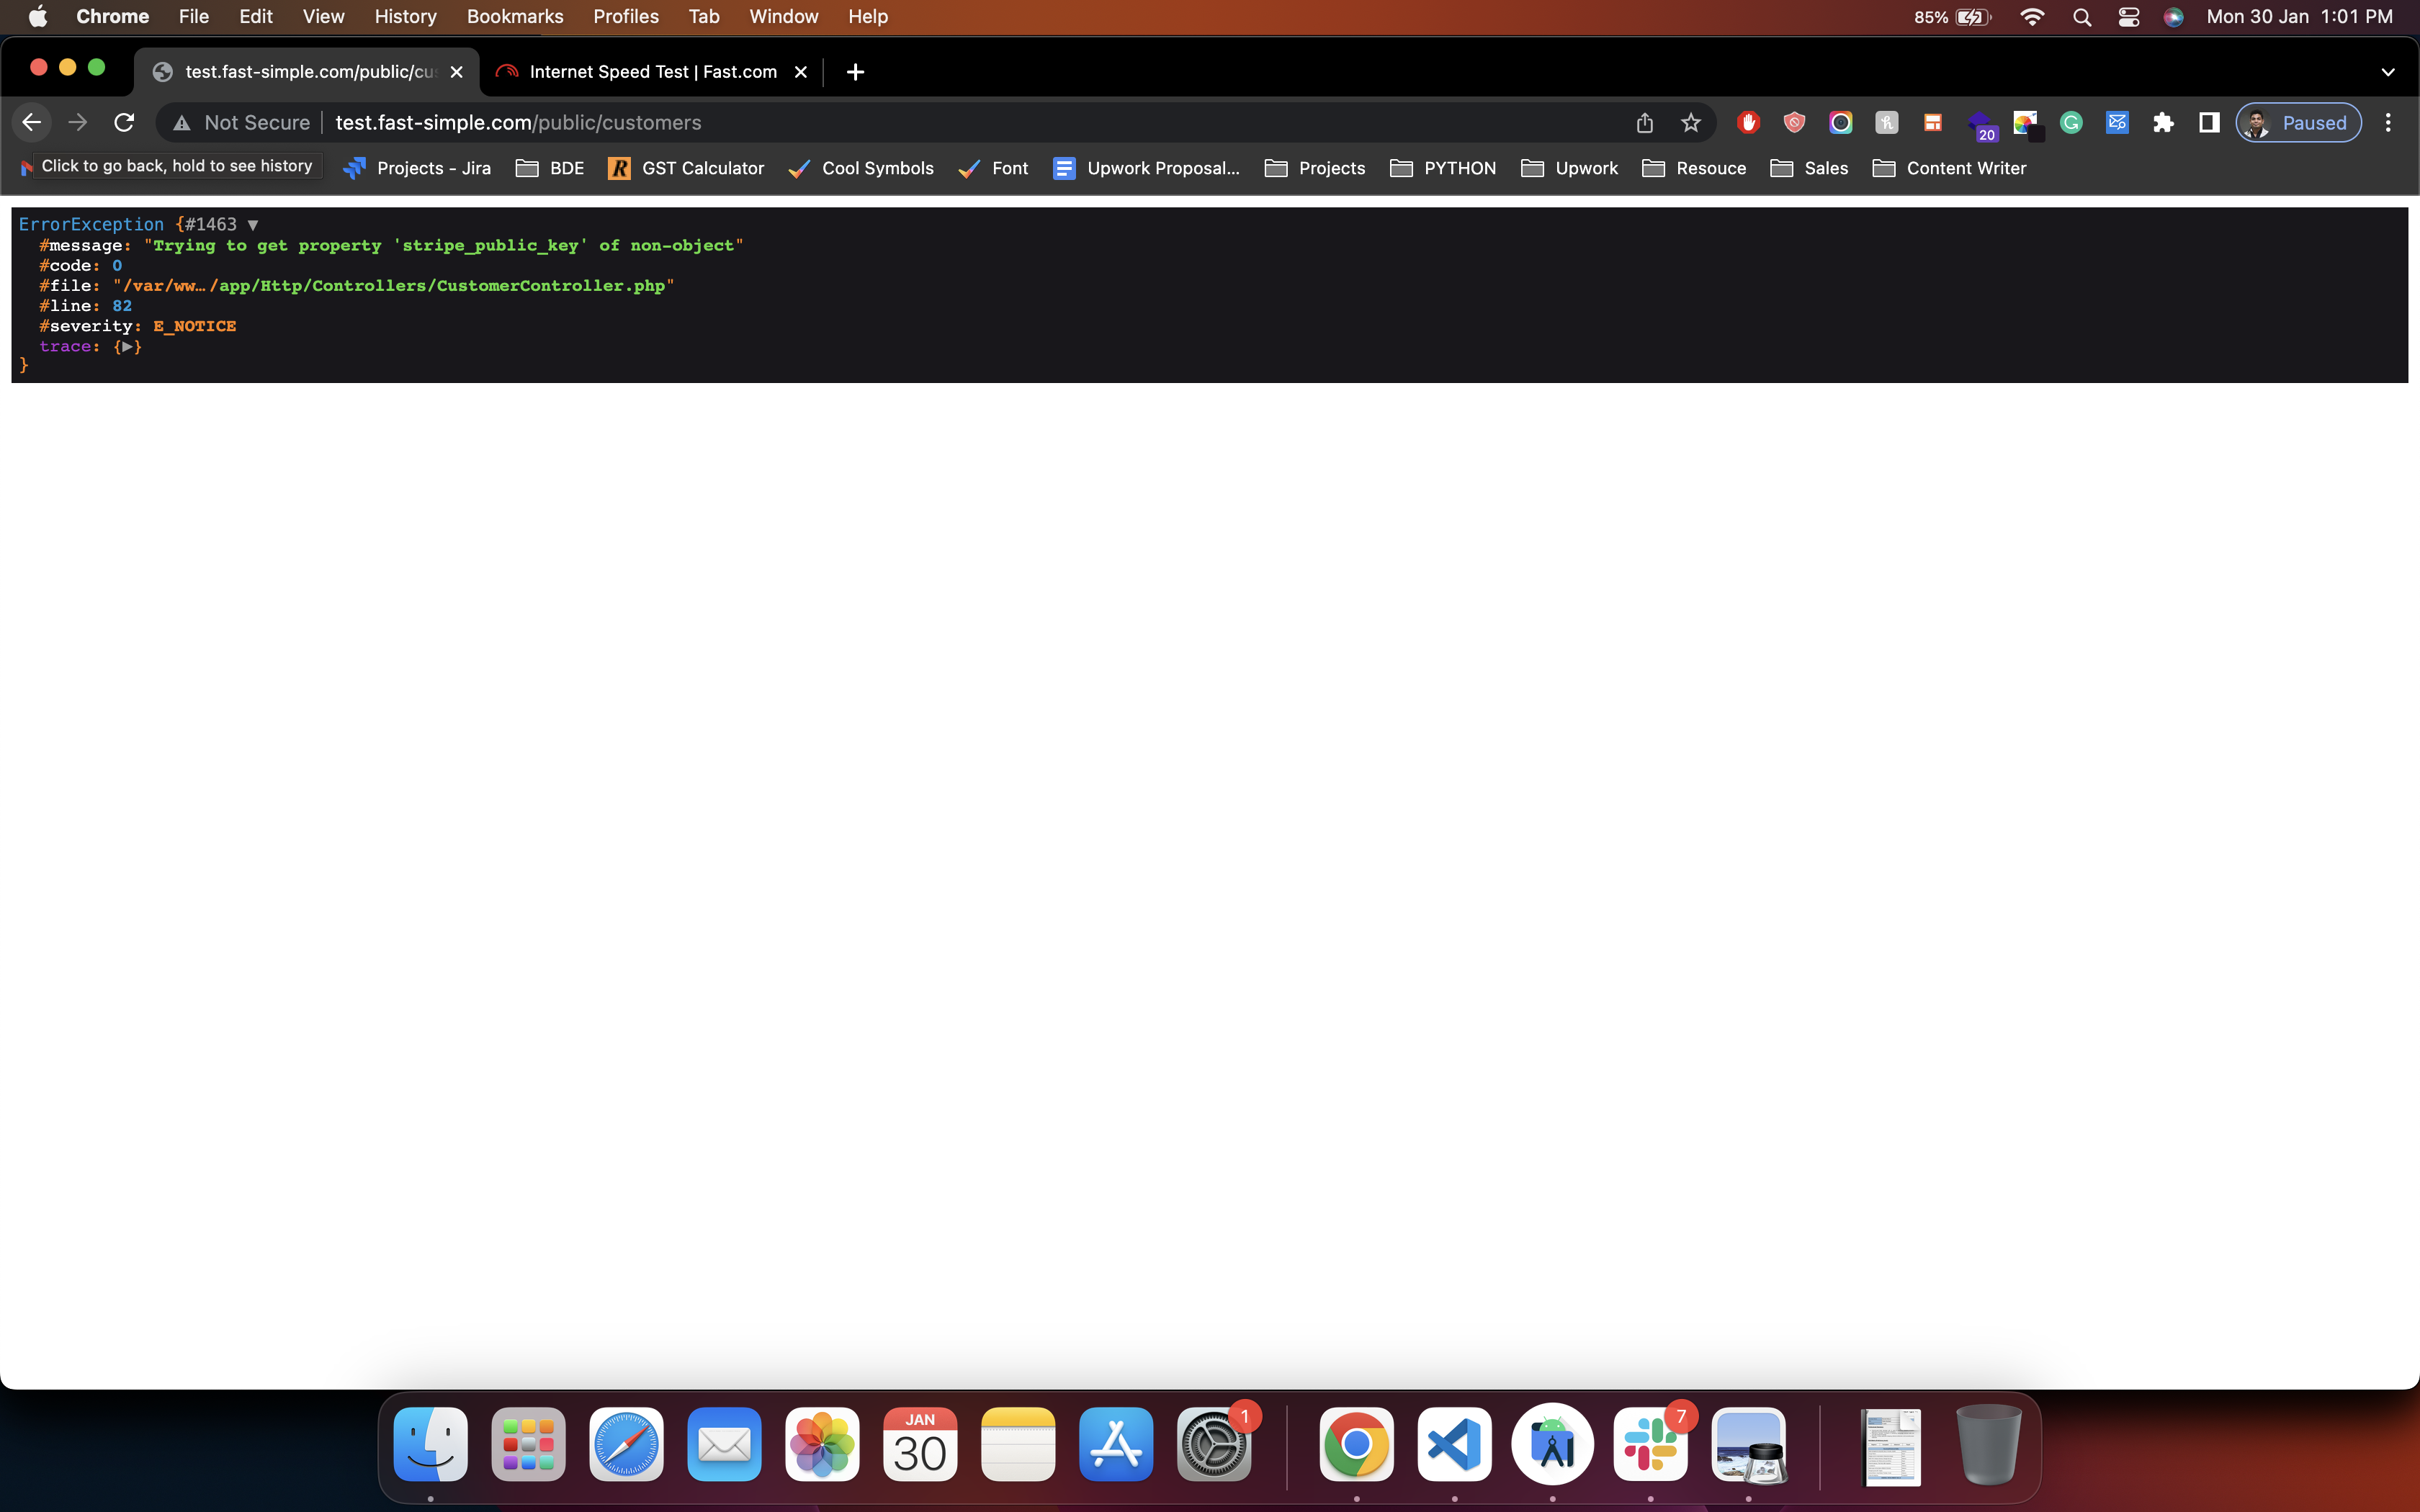 Chrome File Edit View History Bookmarks Profiles Tab Window Help 85% Mon 30 Jan 1:01 PM
test.fast-simple.com/public/cus Internet Speed Test | Fast.com
Not Secure test.fast-simple.com/public/customers 20 Paused
Click to go back, hold to see history Projects - Jira BDE GST Calculator Cool Symbols Font Upwork Proposal... Projects PYTHON Upwork Resouce Sales Content Writer
ErrorException {#1463 ▼
#message: "Trying to get property 'stripe_public_key' of non-object"
#code: 0
#file: "/var/ww…/app/Http/Controllers/CustomerController.php"
#line: 82
#severity: E_NOTICE
trace: {▶}
}
JAN
30
1
7